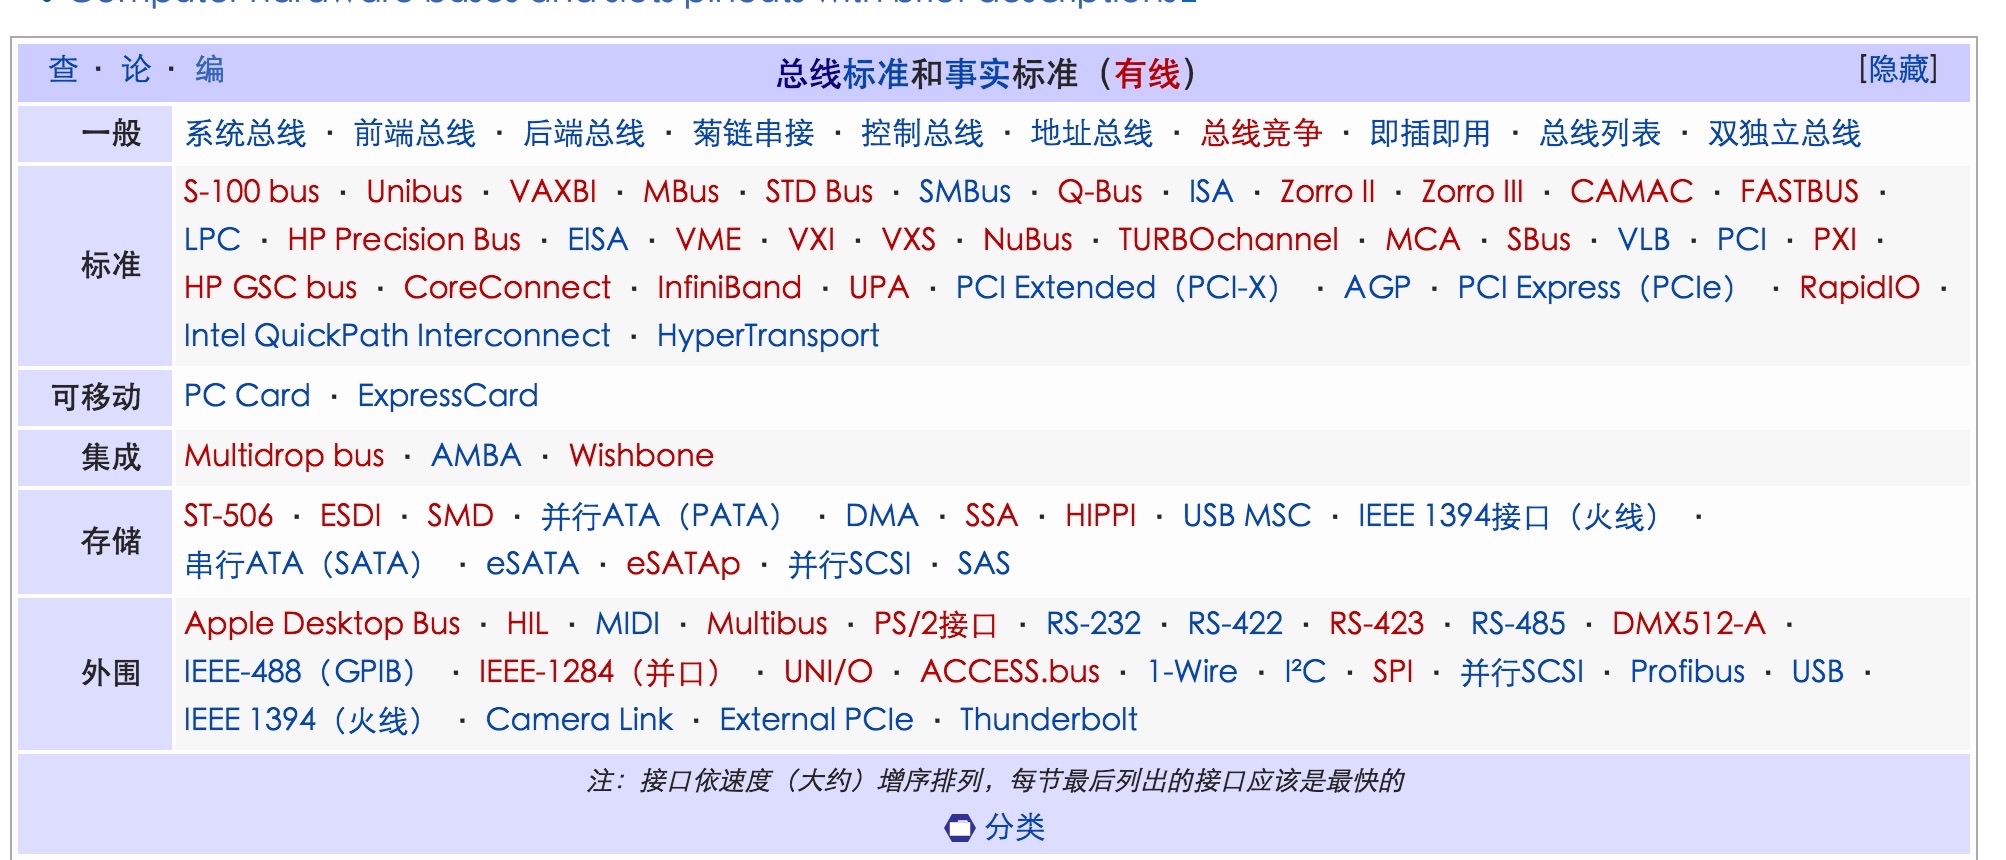 Computer hardware buses and slots pinouts with brief descriptions
查 · 论 · 编
总线标准和事实标准（有线）
[隐藏]
一般
系统总线 · 前端总线 · 后端总线 · 菊链串接 · 控制总线 · 地址总线 · 总线竞争 · 即插即用 · 总线列表 · 双独立总线
标准
S-100 bus · Unibus · VAXBI · MBus · STD Bus · SMBus · Q-Bus · ISA · Zorro II · Zorro III · CAMAC · FASTBUS ·
LPC · HP Precision Bus · EISA · VME · VXI · VXS · NuBus · TURBOchannel · MCA · SBus · VLB · PCI · PXI ·
HP GSC bus · CoreConnect · InfiniBand · UPA · PCI Extended（PCI-X） · AGP · PCI Express（PCIe） · RapidIO ·
Intel QuickPath Interconnect · HyperTransport
可移动
PC Card · ExpressCard
集成
Multidrop bus · AMBA · Wishbone
存储
ST-506 · ESDI · SMD · 并行ATA（PATA） · DMA · SSA · HIPPI · USB MSC · IEEE 1394接口（火线） ·
串行ATA（SATA） · eSATA · eSATAp · 并行SCSI · SAS
外围
Apple Desktop Bus · HIL · MIDI · Multibus · PS/2接口 · RS-232 · RS-422 · RS-423 · RS-485 · DMX512-A ·
IEEE-488（GPIB） · IEEE-1284（并口） · UNI/O · ACCESS.bus · 1-Wire · I²C · SPI · 并行SCSI · Profibus · USB ·
IEEE 1394（火线） · Camera Link · External PCIe · Thunderbolt
注：接口依速度（大约）增序排列，每节最后列出的接口应该是最快的
分类